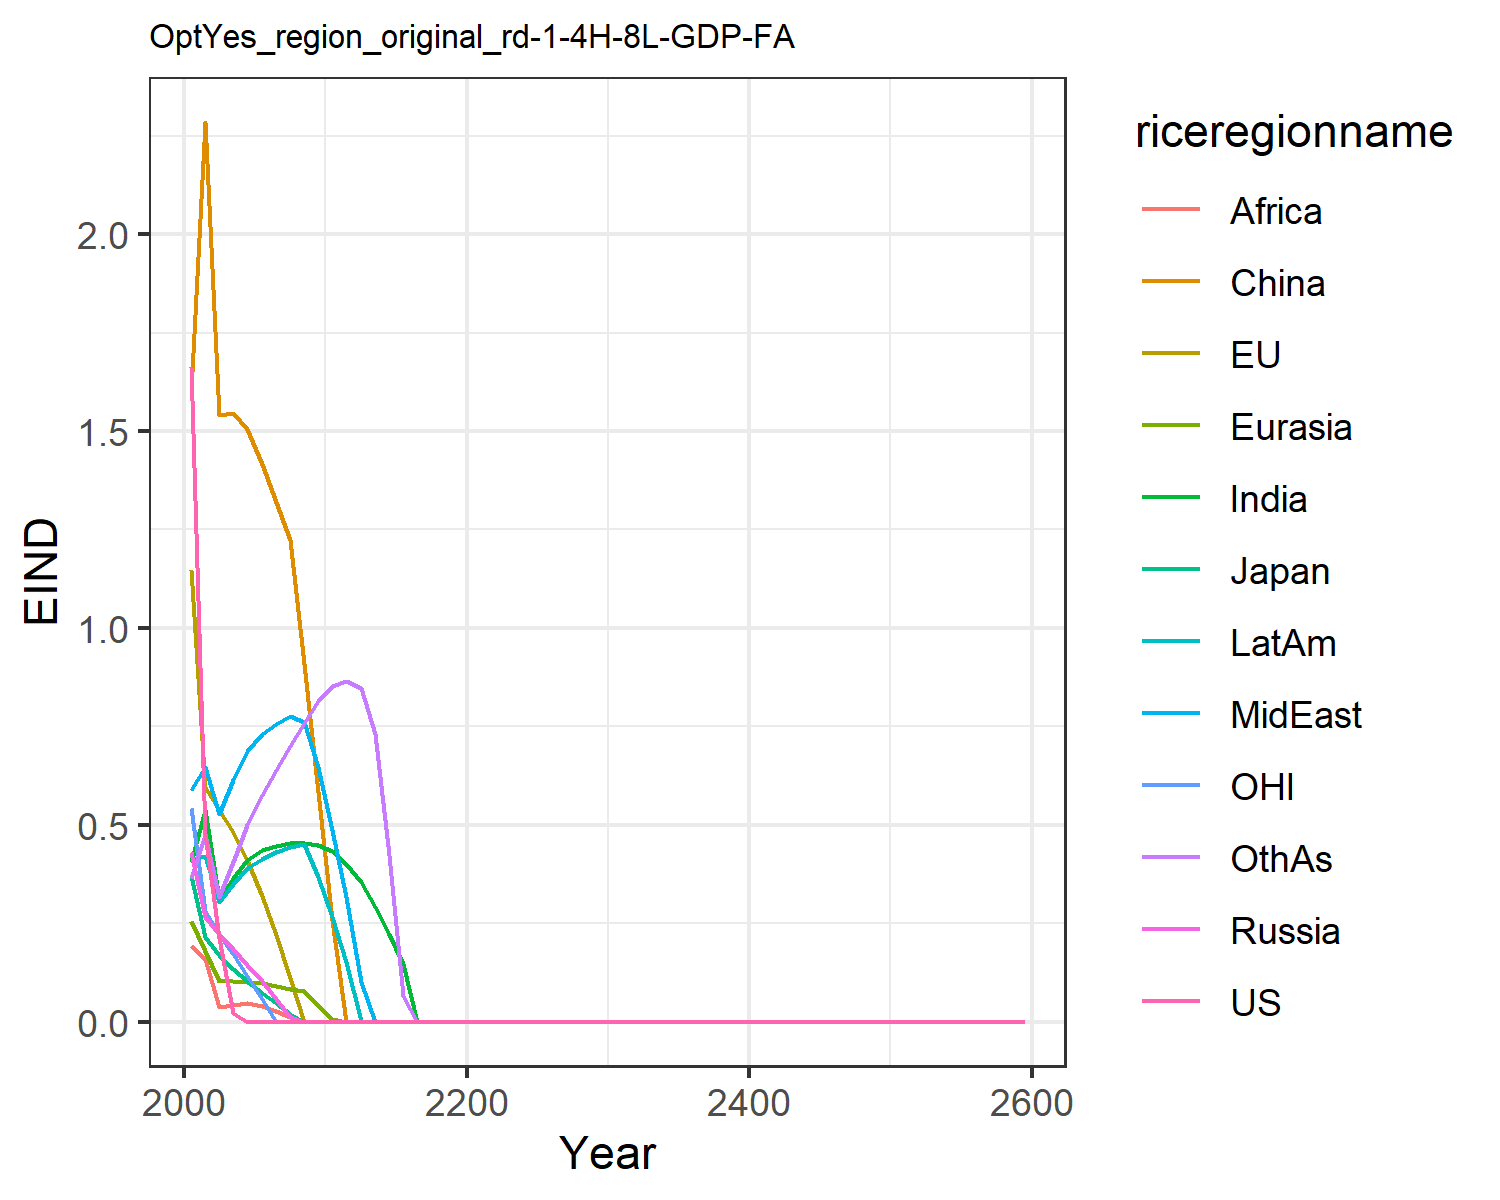 OptYes_region_original_rd-1-4H-8L-GDP-FA
EIND
2.0
1.5
1.0
0.5
0.0
2000
2200
2400
2600
Year
riceregionname
Africa
China
EU
Eurasia
India
Japan
LatAm
MidEast
OHI
OthAs
Russia
US